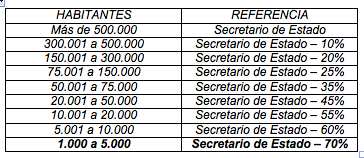 HABITANTES REFERENCIA
Más de 500.000 Secretario de Estado
300.001 a 500.000 Secretario de Estado – 10%
150.001 a 300.000 Secretario de Estado – 20%
75.001 a 150.000 Secretario de Estado – 25%
50.001 a 75.000 Secretario de Estado – 35%
20.001 a 50.000 Secretario de Estado – 45%
10.001 a 20.000 Secretario de Estado – 55%
5.001 a 10.000 Secretario de Estado – 60%
1.000 a 5.000 Secretario de Estado – 70%